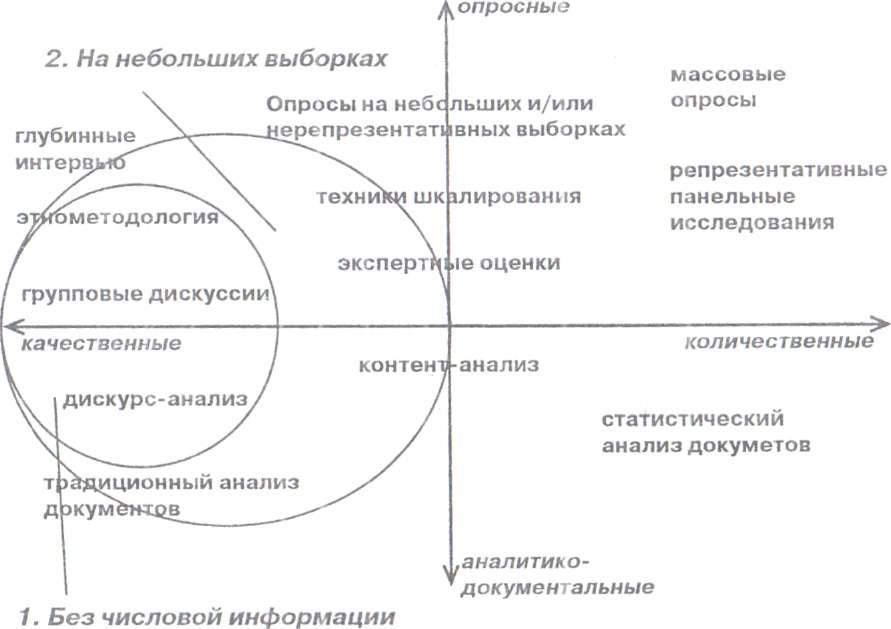 опросные
2. На небольших выборках
массовые
опросы
Опросы на небольших и/или
нерепрезентативных выборках
глубинные
интервью
репрезентативные
панельные
исследования
техники шкалирования
этнометодология
экспертные оценки
групповые дискуссии
качественные
количественные
контент-анализ
дискурс-анализ
статистический
анализ докуметов
традиционный анализ
документов
аналитико-
документальные
1. Без числовой информации